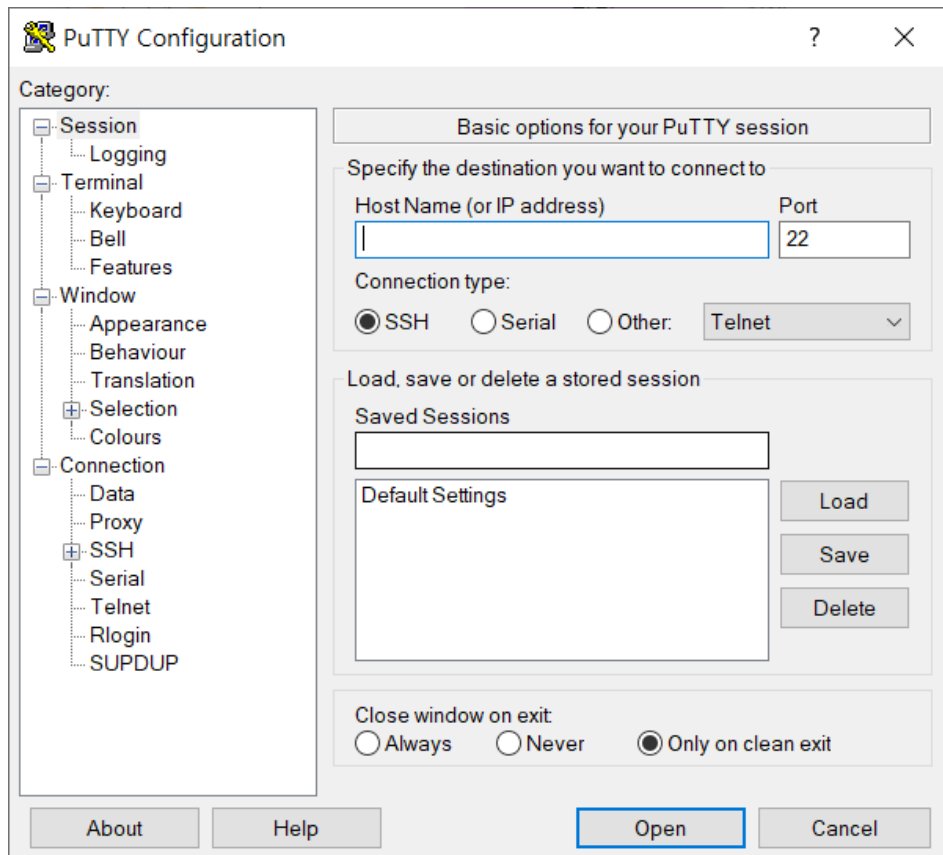 PuTTY Configuration
?
Category:
Session
Logging
Terminal
Keyboard
Bell
Features
Window
Appearance
Behaviour
Translation
Selection
Colours
Connection
Data
Proxy
SSH
Serial
Telnet
Rlogin
SUPDUP
Basic options for your PuTTY session
Specify the destination you want to connect to
Host Name (or IP address) Port
22
Connection type:
SSH Serial Other: Telnet
Load, save or delete a stored session
Saved Sessions
Default Settings
Load
Save
Delete
Close window on exit:
Always Never Only on clean exit
About Help Open Cancel